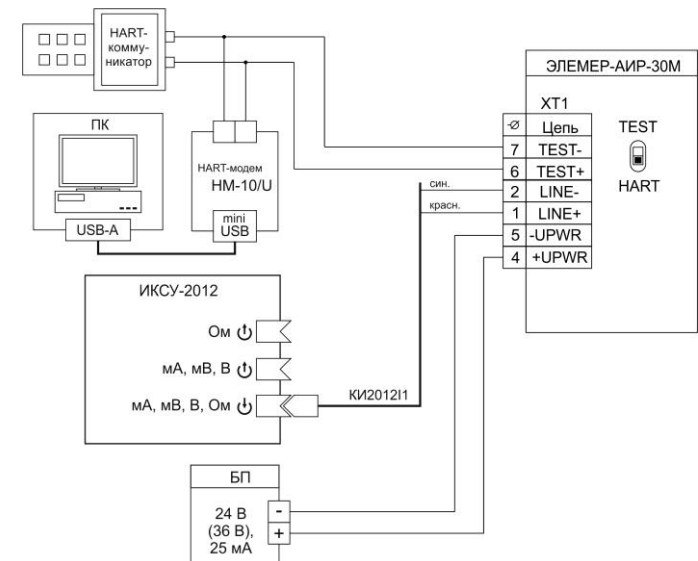 HART-
комму-
никатор
ПК
USB-A
HART-модем
HM-10/U
mini
USB
ЭЛЕМЕР-АИР-30М
XT1
Цепь
7 TEST-
6 TEST+
2 LINE-
1 LINE+
5 -UPWR
4 +UPWR
TEST
HART
син.
красн.
ИКСУ-2012
Ом
мА, мВ, В
мА, мВ, В, Ом
КИ2012I1
БП
24 В
(36 В),
25 мА
-
+